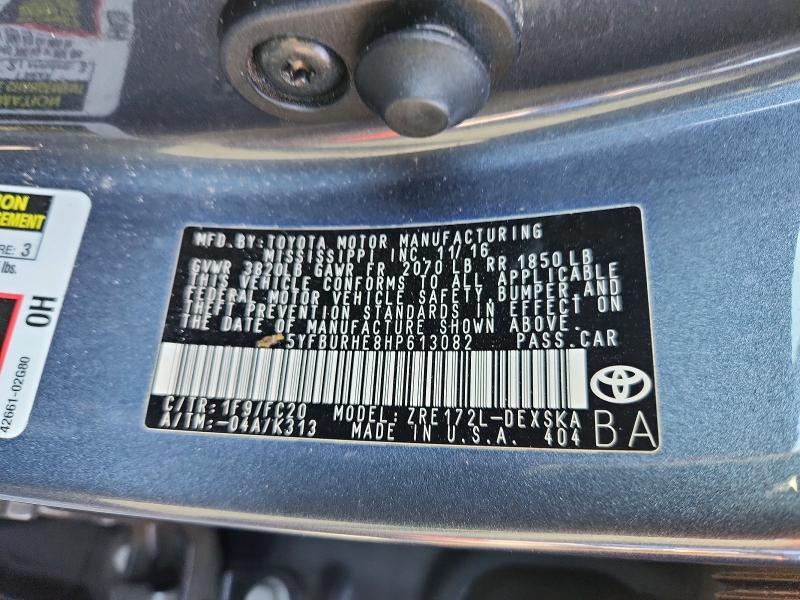 MFD. BY: TOYOTA MOTOR MANUFACTURING
MISSISSIPPI INC. 11/16
GVWR 3820LB GAWR FR 2070 LB RR 1850 LB
THIS VEHICLE CONFORMS TO ALL APPLICABLE
FEDERAL MOTOR VEHICLE SAFETY, BUMPER, AND
THEFT PREVENTION STANDARDS IN EFFECT ON
THE DATE OF MANUFACTURE SHOWN ABOVE.
5YFBURHE8HP613082 PASS.CAR
C/TR: 1F9/FC20 MODEL: ZRE172L-DEXSKA
A/TM: -04A/K313 MADE IN U.S.A. 404
BA
3
lbs.
OH
42661-02G80